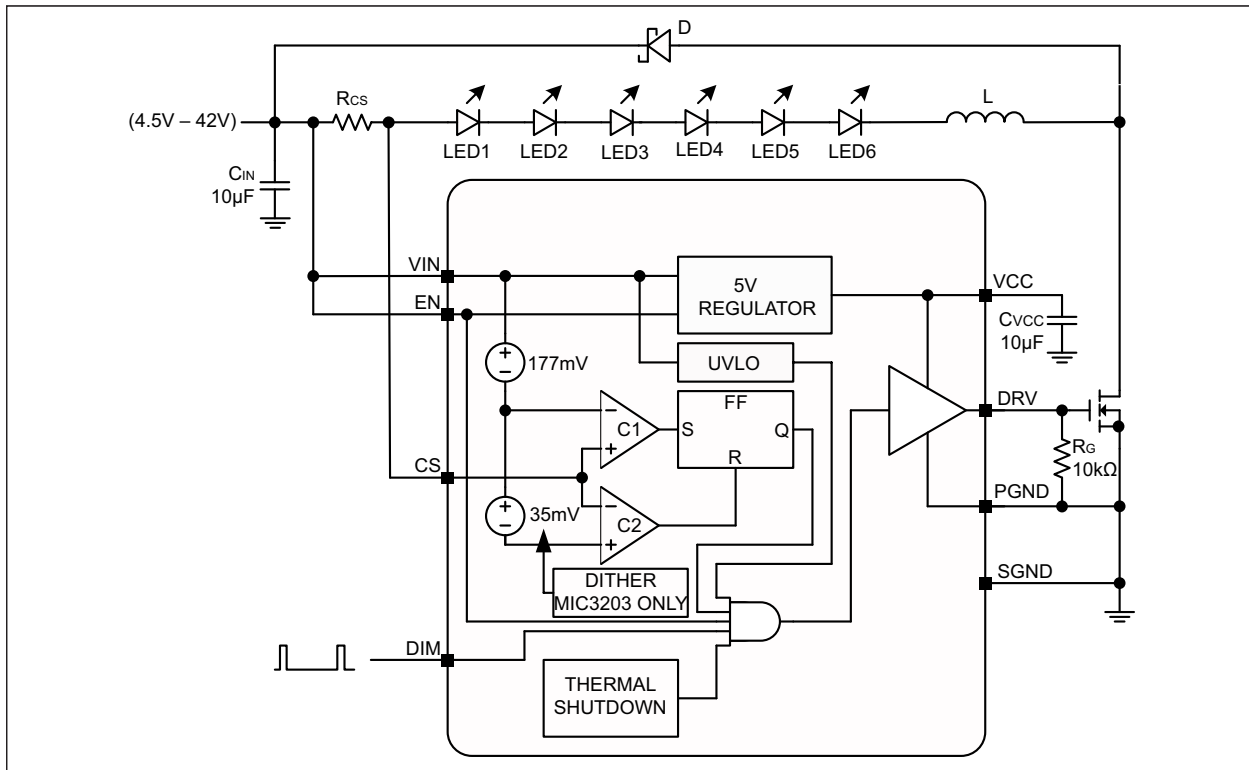 D
(4.5V – 42V)
RCS
L
LED1
LED2
LED3
LED4
LED5
LED6
CIN
10µF
VIN
EN
5V
REGULATOR
VCC
CVCC
10µF
177mV
UVLO
FF
C1
S
Q
R
DRV
RG
10kΩ
CS
35mV
C2
PGND
DITHER
MIC3203 ONLY
SGND
DIM
THERMAL
SHUTDOWN
+
−
+
−
−
+
−
+